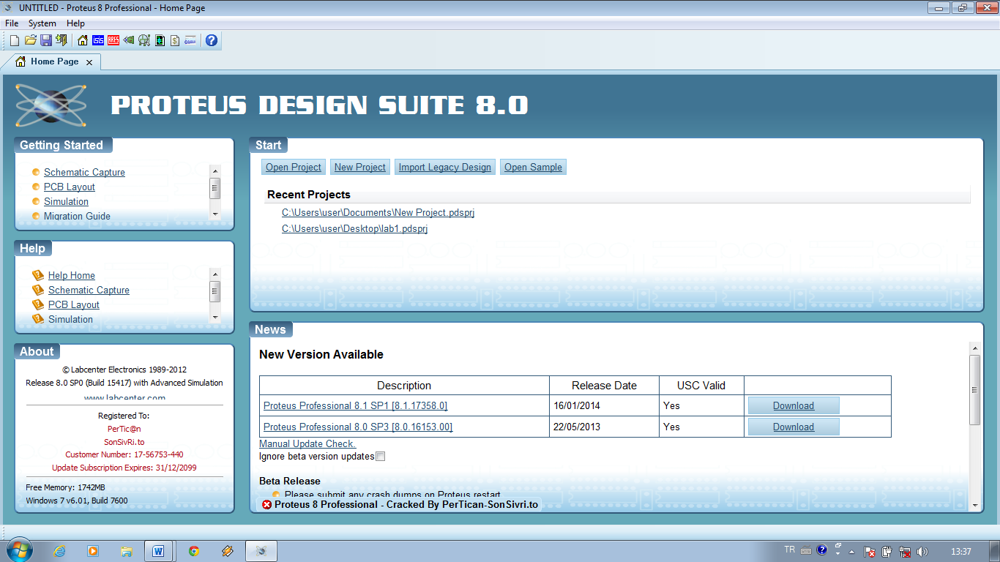 UNTITLED - Proteus 8 Professional - Home Page
File System Help
ISIS ARES
Home Page
PROTEUS DESIGN SUITE 8.0
Getting Started
Schematic Capture
PCB Layout
Simulation
Migration Guide
Help
Help Home
Schematic Capture
PCB Layout
Simulation
About
© Labcenter Electronics 1989-2012
Release 8.0 SP0 (Build 15417) with Advanced Simulation
www.labcenter.com
Registered To:
PerTic@n
SonSivRi.to
Customer Number: 17-56753-440
Update Subscription Expires: 31/12/2099
Free Memory: 1742MB
Windows 7 v6.01, Build 7600
Start
Open Project New Project Import Legacy Design Open Sample
Recent Projects
C:\Users\user\Documents\New Project.pdsprj
C:\Users\user\Desktop\lab1.pdsprj
News
New Version Available
Description Release Date USC Valid
Proteus Professional 8.1 SP1 [8.1.17358.0] 16/01/2014 Yes Download
Proteus Professional 8.0 SP3 [8.0.16153.00] 22/05/2013 Yes Download
Manual Update Check.
Ignore beta version updates
Beta Release
Please submit any crash dumps on Proteus restart
Proteus 8 Professional - Cracked By PerTican-SonSivri.to
TR 13:37